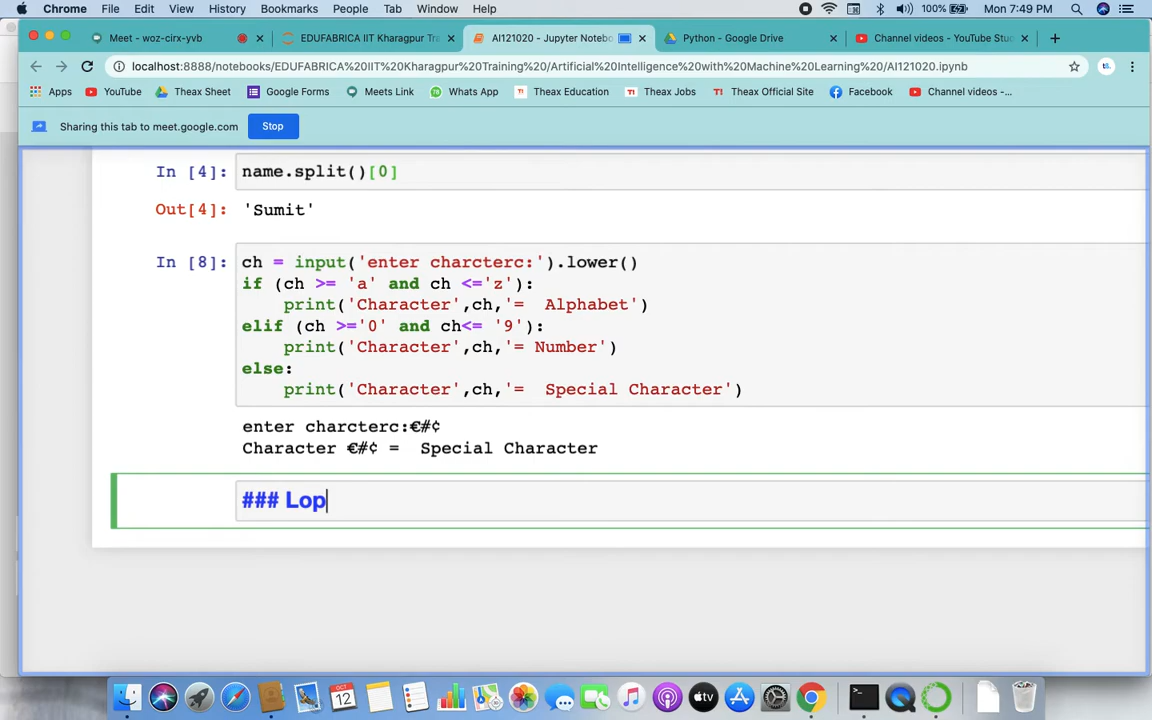 Chrome File Edit View History Bookmarks People Tab Window Help 100% Mon 7:49 PM
Meet - woz-cirx-yvb EDUFABRICA IIT Kharagpur Tra AI121020 - Jupyter Notebo Python - Google Drive Channel videos - YouTube Stu
localhost:8888/notebooks/EDUFABRICA%20IIT%20Kharagpur%20Training%20/Artificial%20Intelligence%20with%20Machine%20Learning%20/AI121020.ipynb
Apps YouTube Theax Sheet Google Forms Meets Link Whats App Theax Education Theax Jobs Theax Official Site Facebook Channel videos -...
Sharing this tab to meet.google.com Stop
In [4]: name.split()[0]
Out[4]: 'Sumit'
In [8]: ch = input('enter charcterc:').lower()
if (ch >= 'a' and ch <='z'):
print('Character',ch,'=  Alphabet')
elif (ch >='0' and ch<= '9'):
print('Character',ch,'= Number')
else:
print('Character',ch,'=  Special Character')
enter charcterc:€#¢
Character €#¢ =  Special Character
### Lop
OCT 12 tv